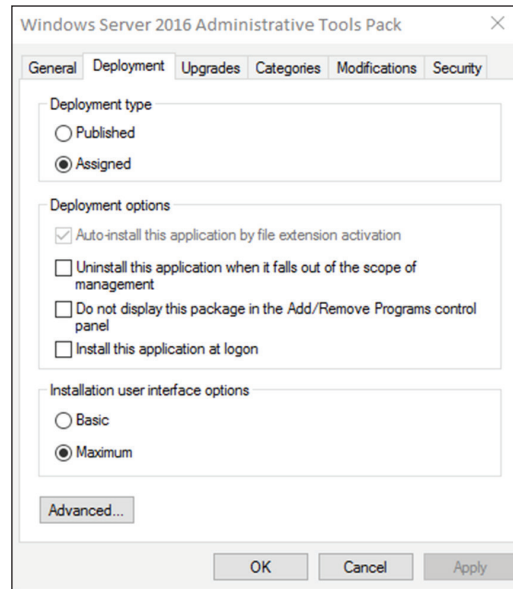 Windows Server 2016 Administrative Tools Pack
General Deployment Upgrades Categories Modifications Security
Deployment type
Published
Assigned
Deployment options
Auto-install this application by file extension activation
Uninstall this application when it falls out of the scope of
management
Do not display this package in the Add/Remove Programs control
panel
Install this application at logon
Installation user interface options
Basic
Maximum
Advanced...
OK Cancel Apply